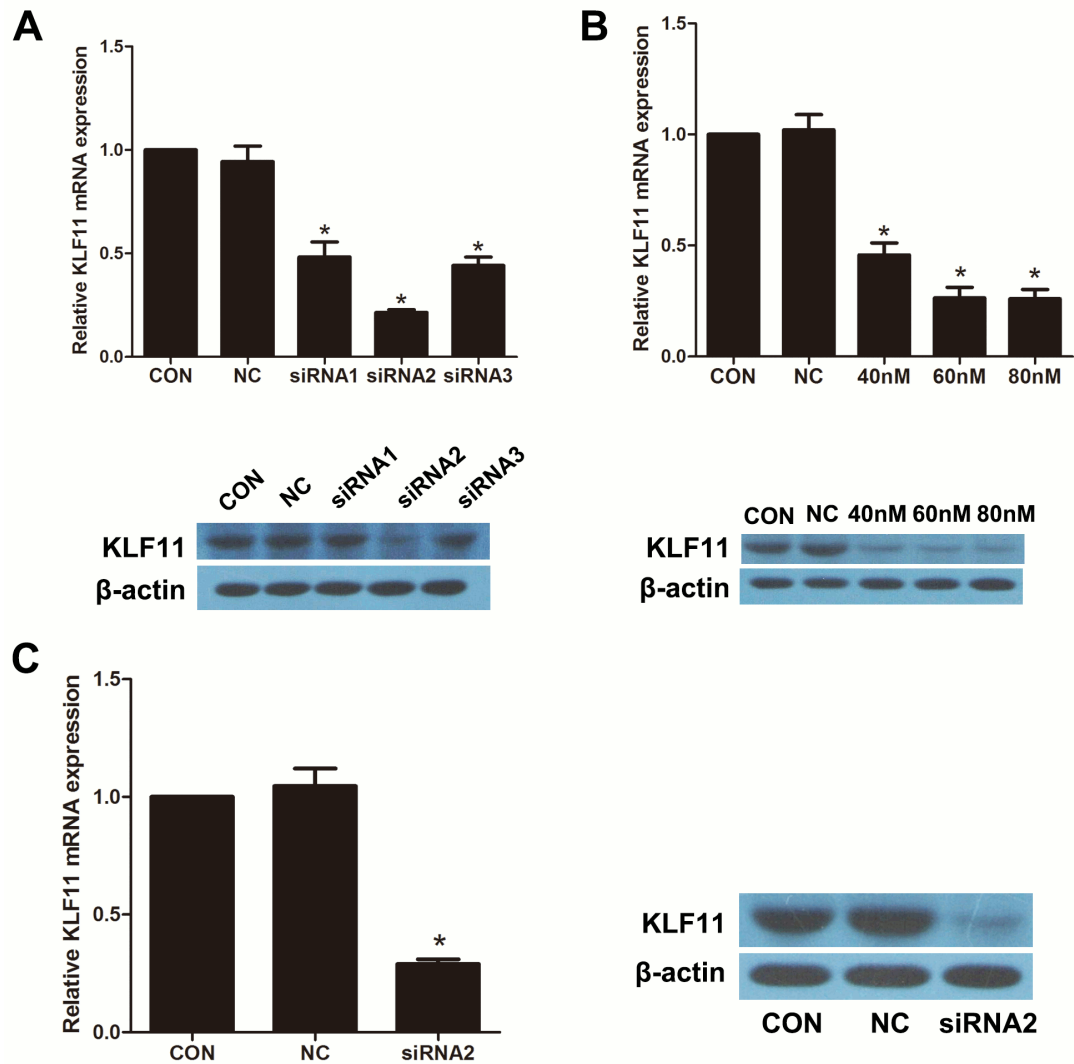 A
Relative KLF11 mRNA expression
1.5
1.0
0.5
0.0
*
*
*
CON NC siRNA1 siRNA2 siRNA3
CON NC siRNA1 siRNA2 siRNA3
KLF11
β-actin
B
Relative KLF11 mRNA expression
1.5
1.0
0.5
0.0
*
*
*
CON NC 40nM 60nM 80nM
CON NC 40nM 60nM 80nM
KLF11
β-actin
C
Relative KLF11 mRNA expression
1.5
1.0
0.5
0.0
*
CON NC siRNA2
KLF11
β-actin
CON NC siRNA2